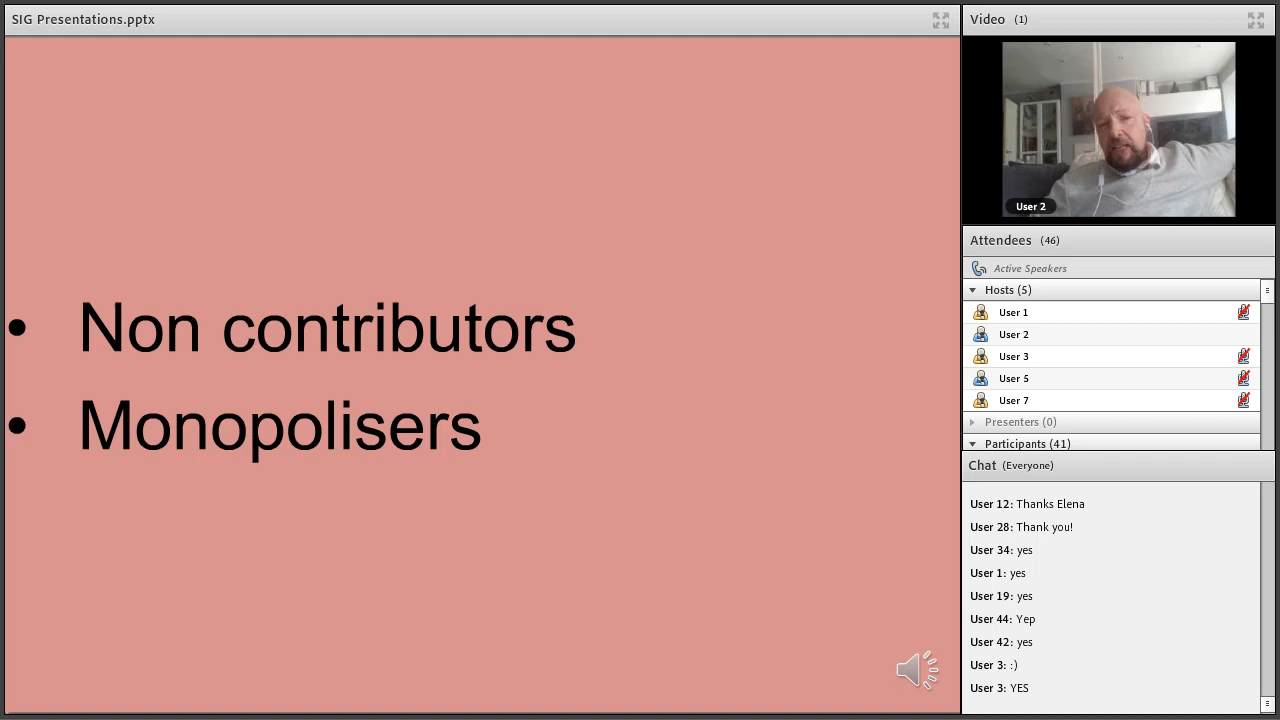 SIG Presentations.pptx
• Non contributors
• Monopolisers
Video (1)
User 2
Attendees (46)
Active Speakers
Hosts (5)
User 1
User 2
User 3
User 5
User 7
Presenters (0)
Participants (41)
Chat (Everyone)
User 12: Thanks Elena
User 28: Thank you!
User 34: yes
User 1: yes
User 19: yes
User 44: Yep
User 42: yes
User 3: :)
User 3: YES